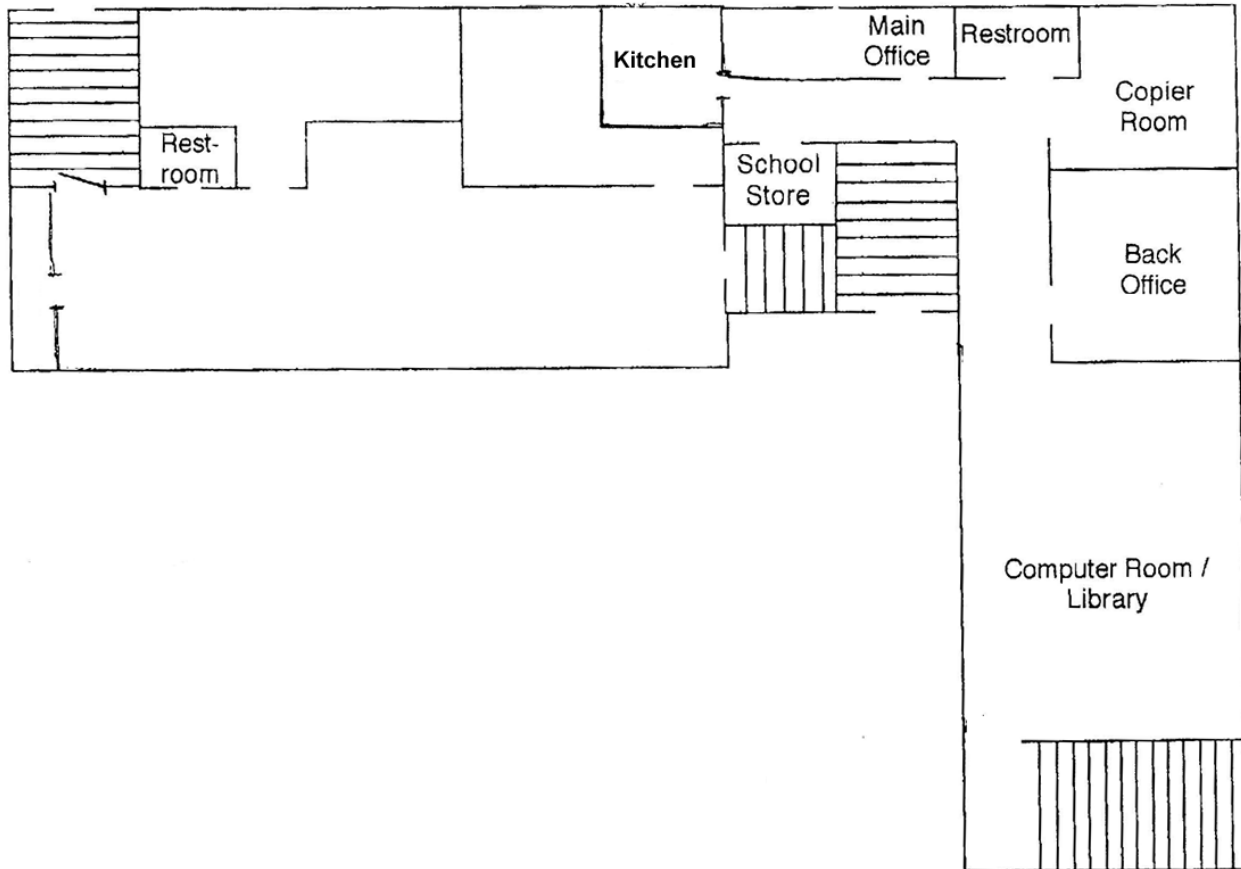 Main
Office
Restroom
Kitchen
Copier
Room
Rest-
room
School
Store
Back
Office
Computer Room /
Library